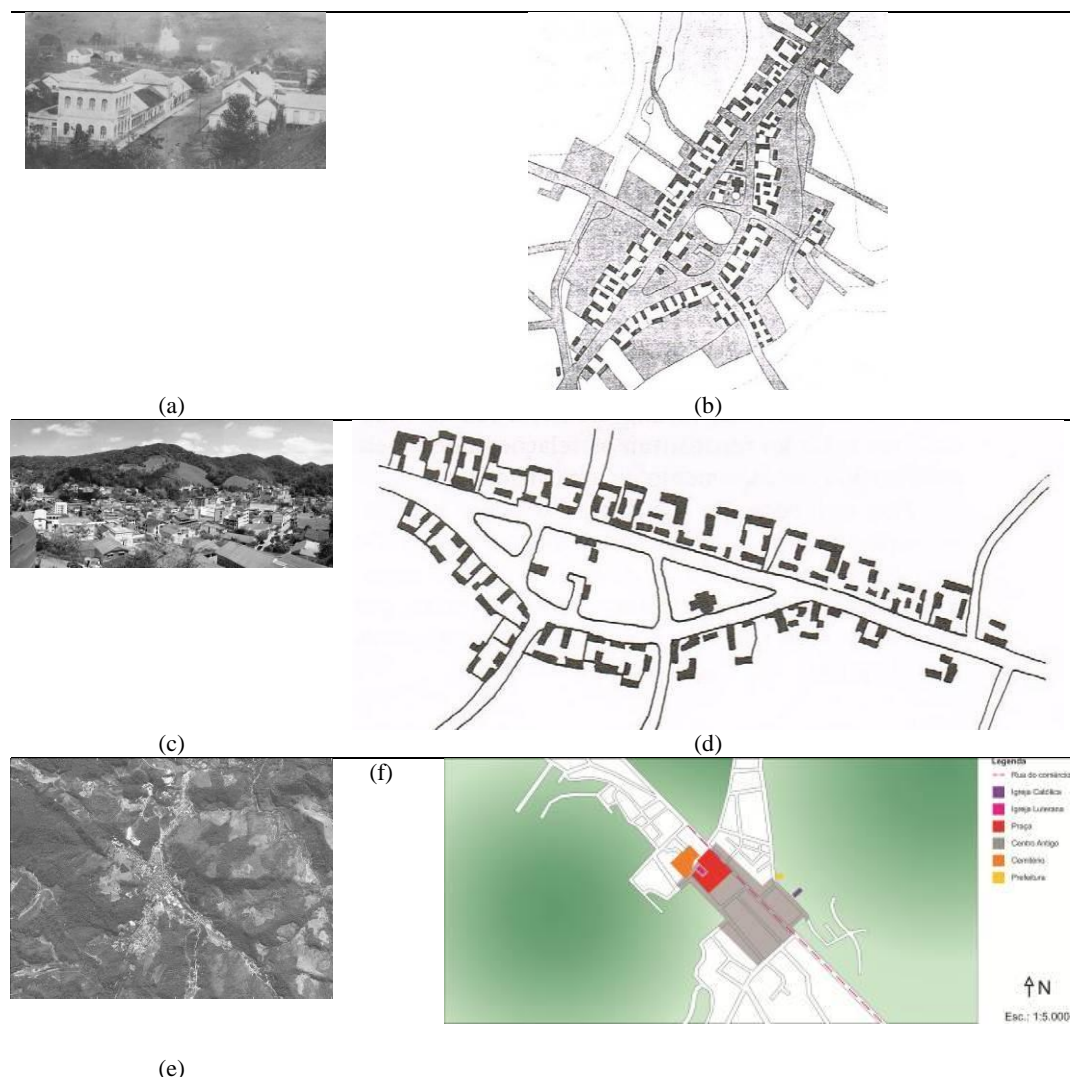 (a)
(b)
(c)
(d)
(f)
Legenda
Rua do comércio
Igreja Católica
Igreja Luterana
Praça
Centro Antigo
Cemitério
Prefeitura
N
Esc.: 1:5.000
(e)